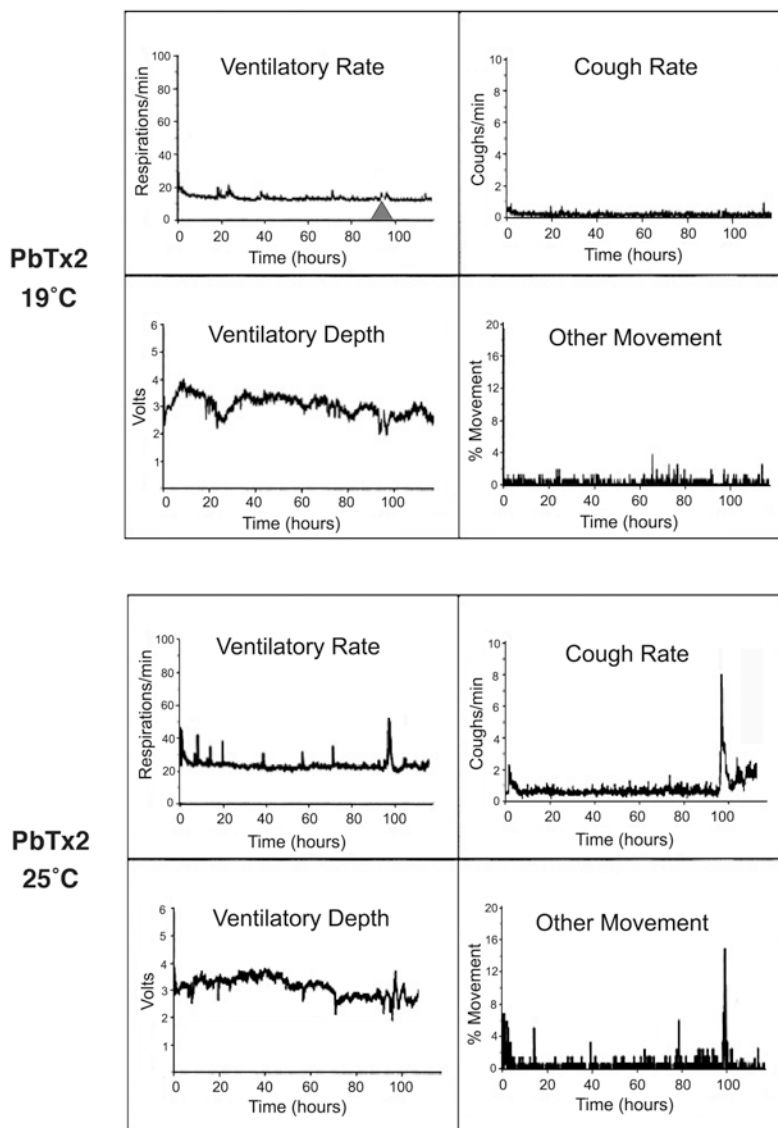 PbTx2
19˚C
Ventilatory Rate
Respirations/min
100
80
60
40
20
0
0 20 40 60 80 100
Time (hours)
Cough Rate
Coughs/min
10
8
6
4
2
0
0 20 40 60 80 100
Time (hours)
Ventilatory Depth
Volts
6
5
4
3
2
1
0 20 40 60 80 100
Time (hours)
Other Movement
% Movement
20
16
12
8
4
0
0 20 40 60 80 100
Time (hours)
PbTx2
25˚C
Ventilatory Rate
Respirations/min
100
80
60
40
20
0
0 20 40 60 80 100
Time (hours)
Cough Rate
Coughs/min
10
8
6
4
2
0
0 20 40 60 80 100
Time (hours)
Ventilatory Depth
Volts
6
5
4
3
2
1
0 20 40 60 80 100
Time (hours)
Other Movement
% Movement
20
16
12
8
4
0
0 20 40 60 80 100
Time (hours)